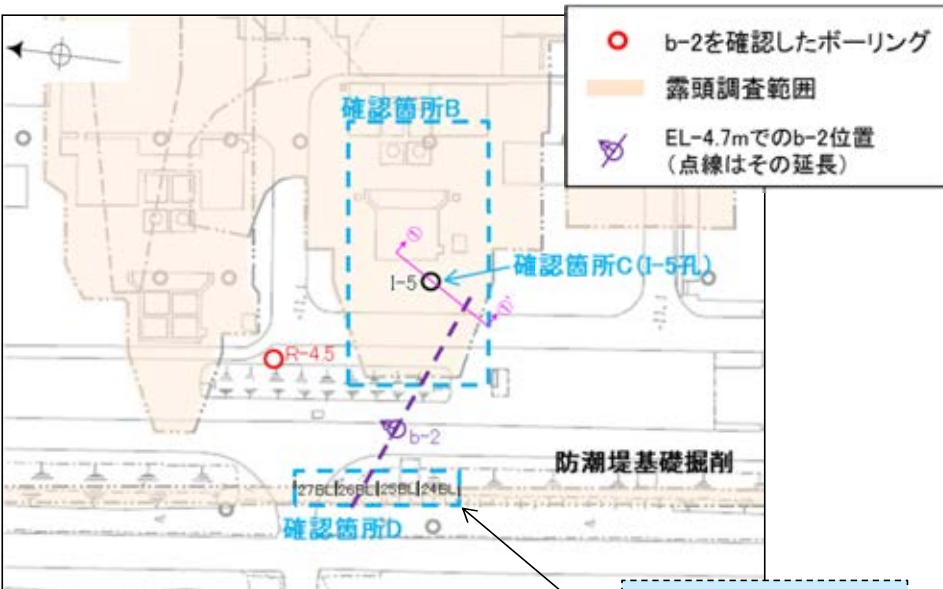 b-2を確認したボーリング
露頭調査範囲
EL-4.7mでのb-2位置
(点線はその延長)
確認箇所B
①
確認箇所C(I-5孔)
I-5
①'
R-4.5
b-2
防潮堤基礎掘削
27BL 26BL 25BL 24BL
確認箇所D